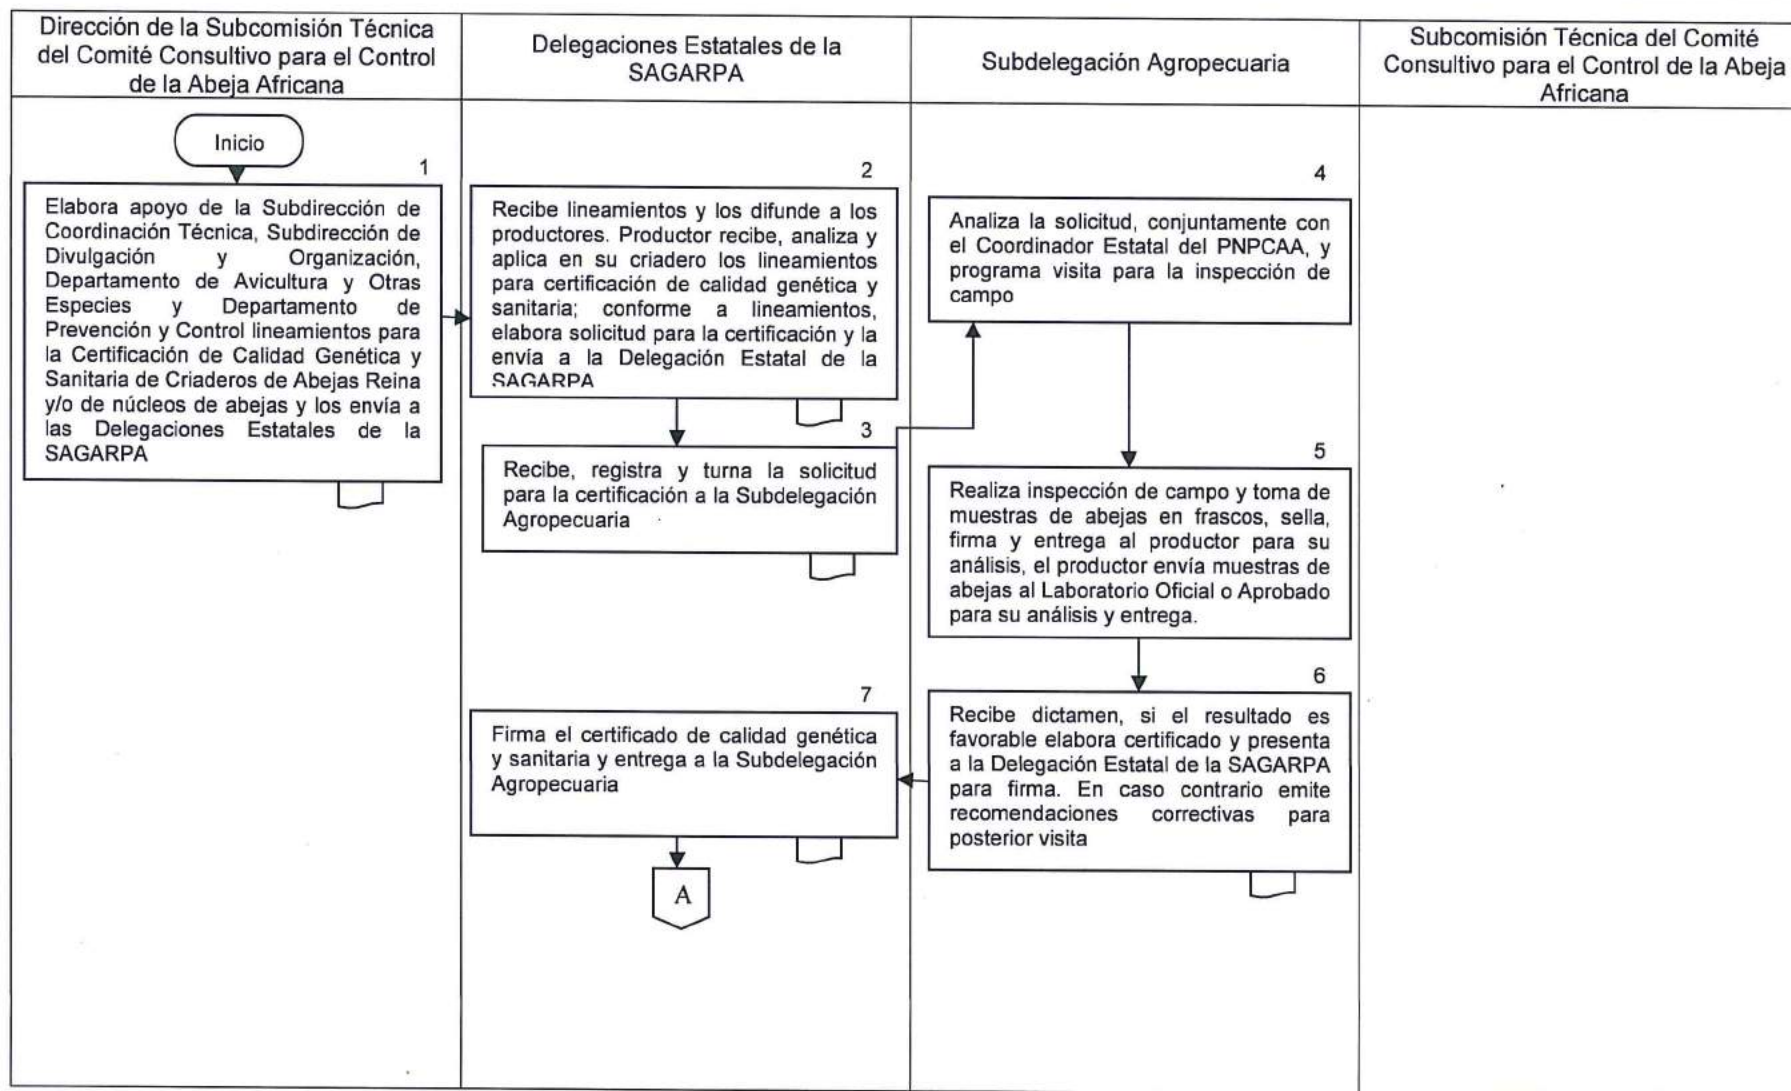 Dirección de la Subcomisión Técnica
del Comité Consultivo para el Control
de la Abeja Africana
Delegaciones Estatales de la
SAGARPA
Subdelegación Agropecuaria
Subcomisión Técnica del Comité
Consultivo para el Control de la Abeja
Africana
Inicio
1
Elabora apoyo de la Subdirección de
Coordinación Técnica, Subdirección de
Divulgación y Organización,
Departamento de Avicultura y Otras
Especies y Departamento de
Prevención y Control lineamientos para
la Certificación de Calidad Genética y
Sanitaria de Criaderos de Abejas Reina
y/o de núcleos de abejas y los envía a
las Delegaciones Estatales de la
SAGARPA
2
Recibe lineamientos y los difunde a los
productores. Productor recibe, analiza y
aplica en su criadero los lineamientos
para certificación de calidad genética y
sanitaria; conforme a lineamientos,
elabora solicitud para la certificación y la
envía a la Delegación Estatal de la
SAGARPA
3
Recibe, registra y turna la solicitud
para la certificación a la Subdelegación
Agropecuaria
4
Analiza la solicitud, conjuntamente con
el Coordinador Estatal del PNPCAA, y
programa visita para la inspección de
campo
5
Realiza inspección de campo y toma de
muestras de abejas en frascos, sella,
firma y entrega al productor para su
análisis, el productor envía muestras de
abejas al Laboratorio Oficial o Aprobado
para su análisis y entrega.
6
Recibe dictamen, si el resultado es
favorable elabora certificado y presenta
a la Delegación Estatal de la SAGARPA
para firma. En caso contrario emite
recomendaciones correctivas para
posterior visita
7
Firma el certificado de calidad genética
y sanitaria y entrega a la Subdelegación
Agropecuaria
A